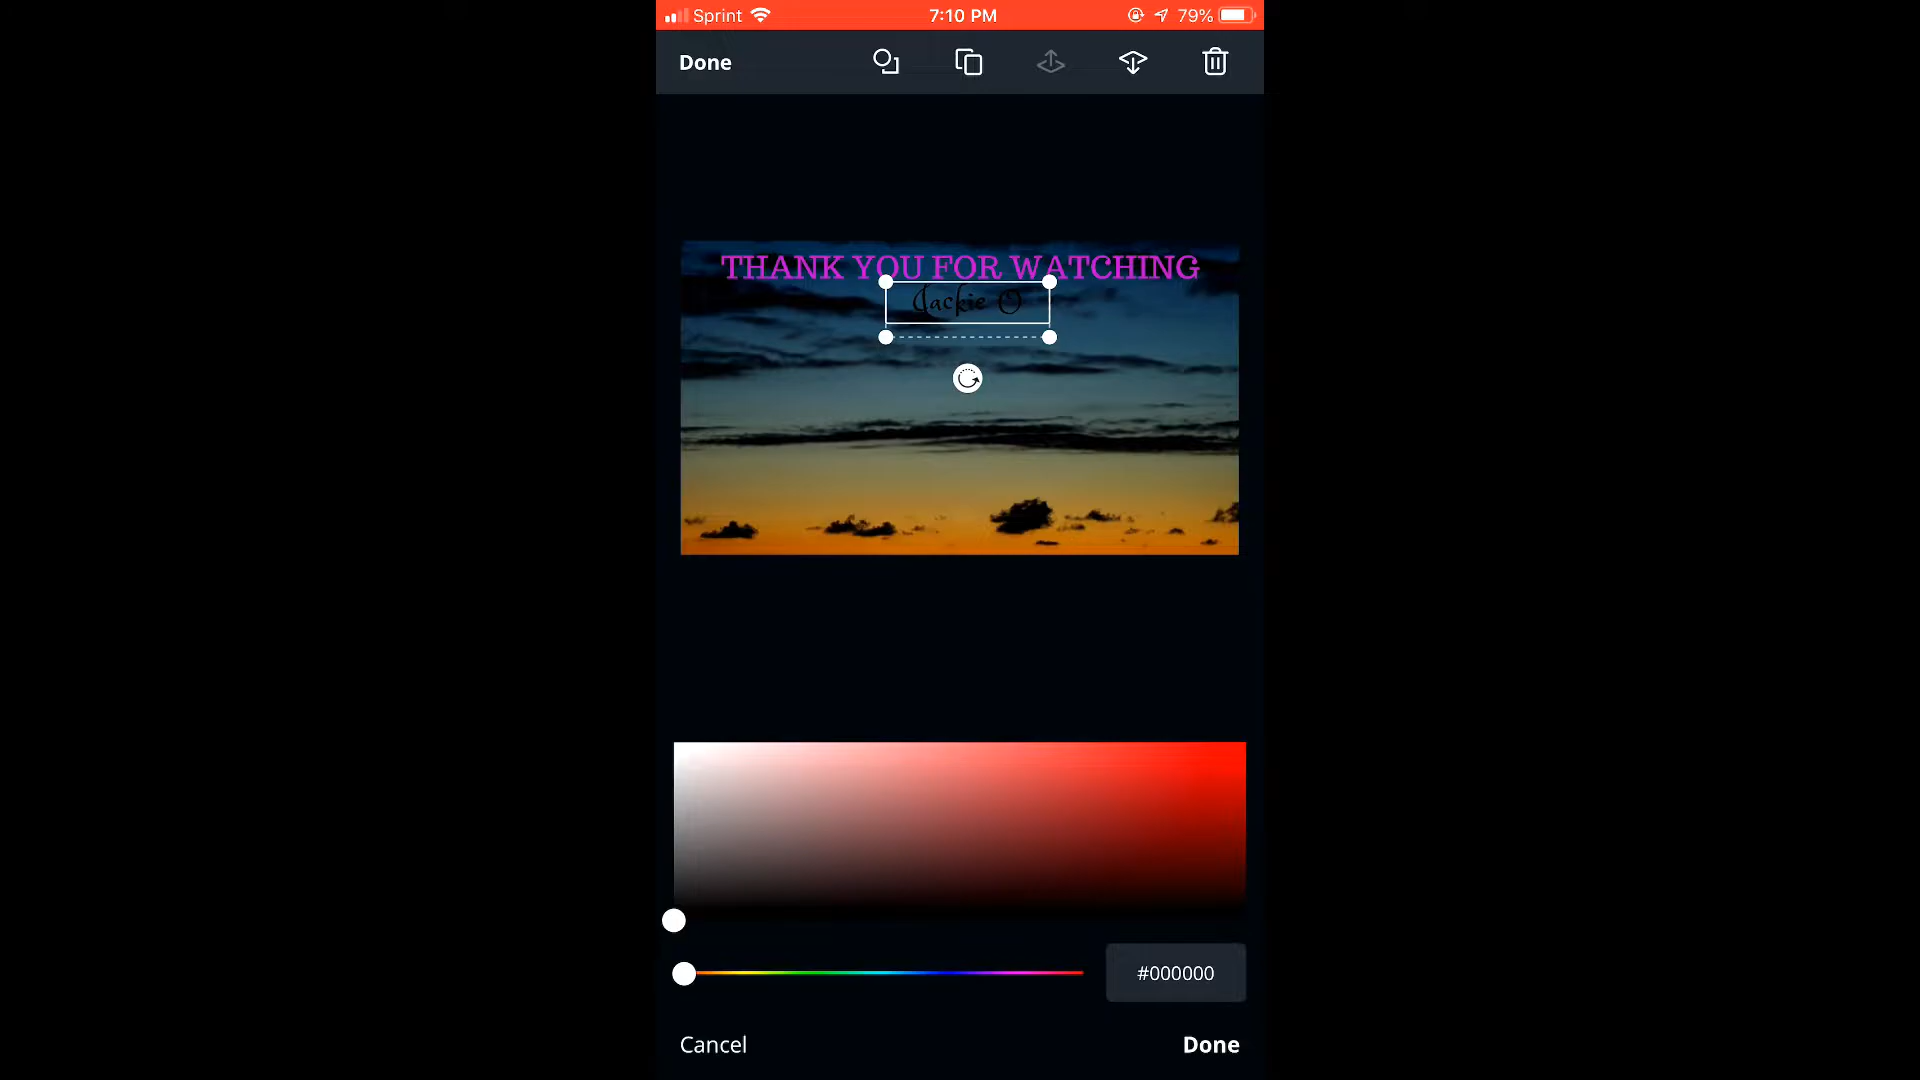 Sprint 7:10 PM 79%
Done
THANK YOU FOR WATCHING
Jackie O
#000000
Cancel Done